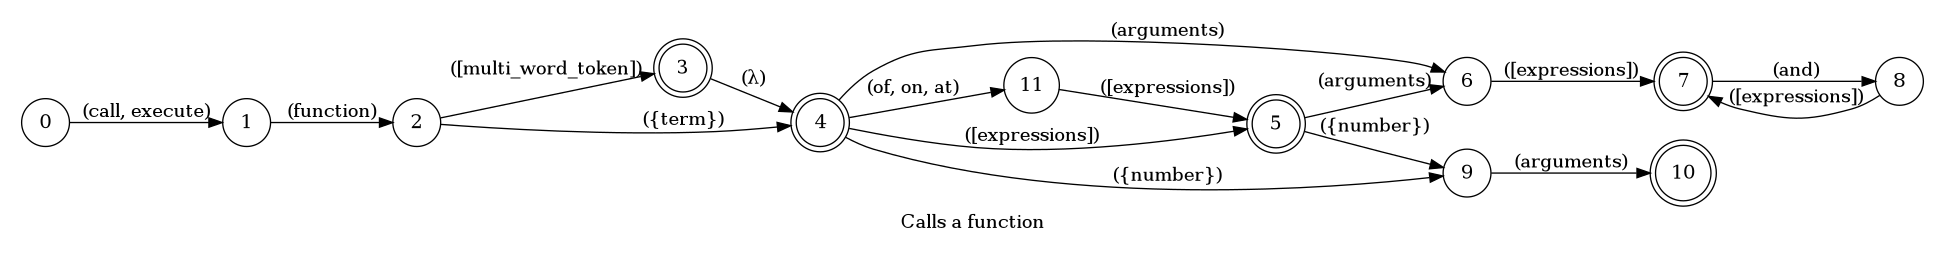 0
(call, execute)
1
(function)
2
([multi_word_token])
({term})
3
(λ)
4
(arguments)
(of, on, at)
([expressions])
({number})
11
([expressions])
5
(arguments)
({number})
6
([expressions])
7
(and)
([expressions])
8
9
(arguments)
10
Calls a function